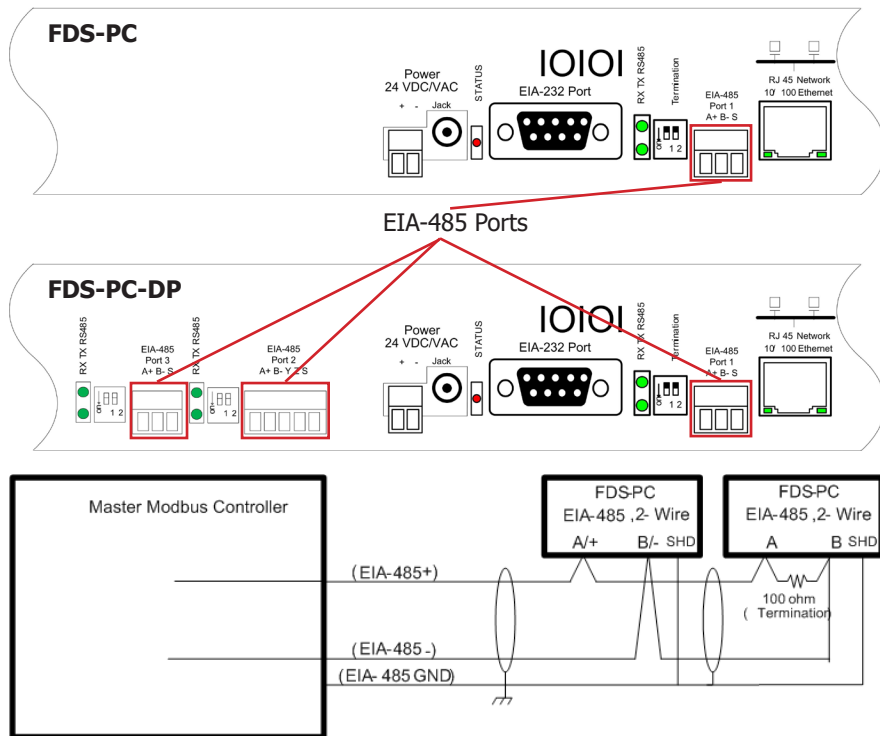 FDS-PC
Power
24 VDC/VAC
+ -
Jack
STATUS
IOIOI
EIA-232 Port
RX TX RS485
Termination
ON
1 2
EIA-485
Port 1
A+ B- S
RJ 45 Network
10/ 100 Ethernet
EIA-485 Ports
FDS-PC-DP
RX TX RS485
ON
1 2
EIA-485
Port 3
A+ B- S
RX TX RS485
ON
1 2
EIA-485
Port 2
A+ B- Y Z S
Power
24 VDC/VAC
+ -
Jack
STATUS
IOIOI
EIA-232 Port
RX TX RS485
Termination
ON
1 2
EIA-485
Port 1
A+ B- S
RJ 45 Network
10/ 100 Ethernet
Master Modbus Controller
(EIA-485+)
(EIA-485-)
(EIA- 485 GND)
FDS-PC
EIA-485 ,2- Wire
A/+ B/- SHD
FDS-PC
EIA-485 ,2- Wire
A B SHD
100 ohm
( Termination)